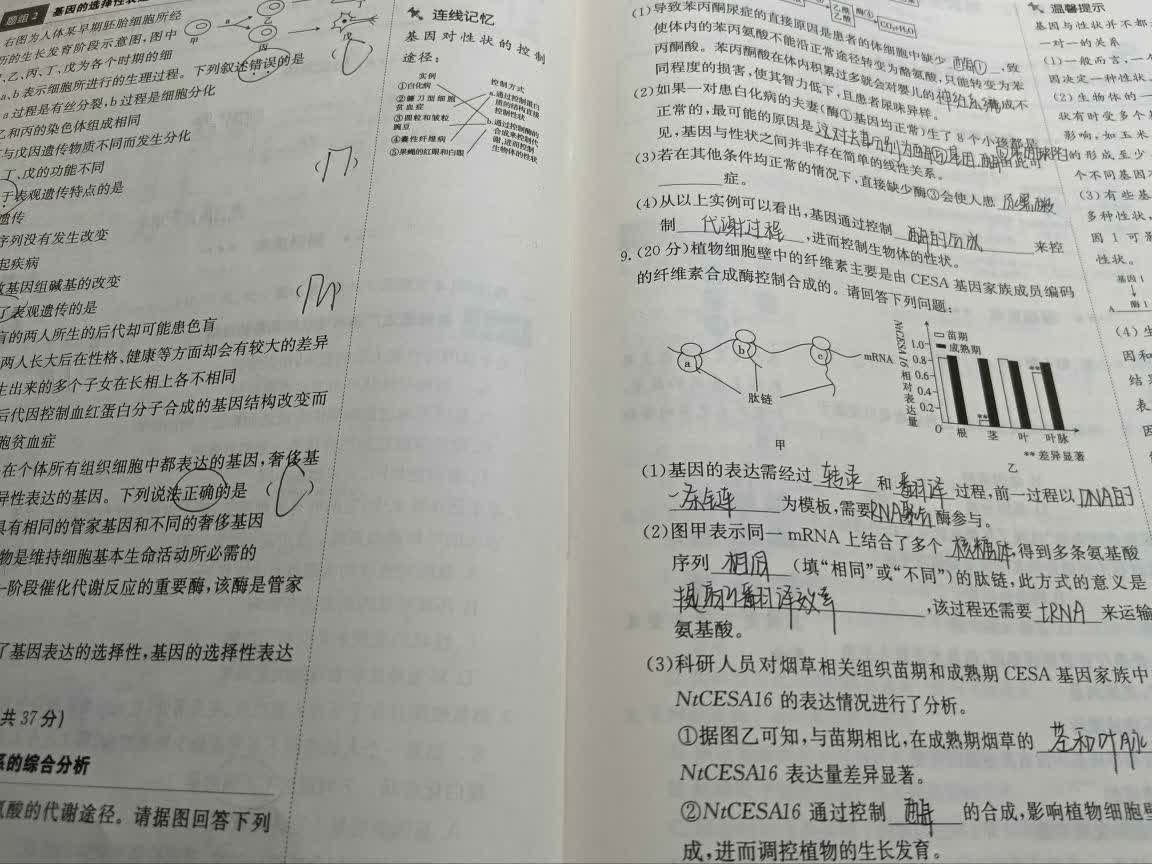 题组2 基因的选择性表达
右图为人体某早期胚胎细胞所经
历的生长发育阶段示意图,图中
甲、乙、丙、丁、戊为各个时期的细
a、b表示细胞所进行的生理过程。下列叙述错误的是
a过程是有丝分裂,b过程是细胞分化
乙和丙的染色体组成相同
与戊因遗传物质不同而发生分化
丁、戊的功能不同
于表观遗传特点的是
遗传
序列没有发生改变
起疾病
基因组碱基的改变
了表观遗传的是
盲的两人所生的后代却可能患色盲
两人长大后在性格、健康等方面却会有较大的差异
生出来的多个子女在长相上各不相同
后代因控制血红蛋白分子合成的基因结构改变而
胞贫血症
在个体所有组织细胞中都表达的基因,奢侈基
异性表达的基因。下列说法正确的是
具有相同的管家基因和不同的奢侈基因
物是维持细胞基本生命活动所必需的
一阶段催化代谢反应的重要酶,该酶是管家
了基因表达的选择性,基因的选择性表达
共37分)
系的综合分析
氨酸的代谢途径。请据图回答下列
甲
a
乙
丙
b
丁
戊
连线记忆
基因对性状的控制
途径:
实例
①白化病
②镰刀型细胞
贫血症
③圆粒和皱粒
豌豆
④囊性纤维病
⑤果蝇的红眼和白眼
控制方式
a.通过控制蛋白
质的结构直接
控制性状
b.通过控制酶的
合成来控制代
谢,进而控制
生物体的性状
乙酰
乙酸
CO₂+H₂O
(1)导致苯丙酮尿症的直接原因是患者的体细胞中缺少 酶① ,致
使体内的苯丙氨酸不能沿正常途径转变为酪氨酸,只能转变为苯
丙酮酸。苯丙酮酸在体内积累过多就会对婴儿的 神经系统 造成不
同程度的损害,使其智力低下,且患者尿味异样。
(2)如果一对患白化病的夫妻(酶①基因均正常)生了8个小孩都是
正常的,最可能的原因是
见,基因与性状之间并非存在简单的线性关系。
(3)若在其他条件均正常的情况下,直接缺少酶③会使人患 尿黑酸
症。
(4)从以上实例可以看出,基因通过控制 酶的合成 来控
制 代谢过程 ,进而控制生物体的性状。
9.(20分)植物细胞壁中的纤维素主要是由CESA基因家族成员编码
的纤维素合成酶控制合成的。请回答下列问题:
a
b
c
mRNA
肽链
甲
NtCESA16相对表达量
苗期
成熟期
1.0
0.8
0.6
0.4
0.2
0
**
**
根 茎 叶 叶脉
**差异显著
乙
(1)基因的表达需经过 转录 和 翻译 过程,前一过程以 DNA的
一条链 为模板,需要 RNA聚合 酶参与。
(2)图甲表示同一mRNA上结合了多个 核糖体 ,得到多条氨基酸
序列 相同 (填“相同”或“不同”)的肽链,此方式的意义是
提高了翻译效率 ,该过程还需要 tRNA 来运输
氨基酸。
(3)科研人员对烟草相关组织苗期和成熟期CESA基因家族中
NtCESA16的表达情况进行了分析。
①据图乙可知,与苗期相比,在成熟期烟草的 茎和叶脉
NtCESA16表达量差异显著。
②NtCESA16通过控制 酶 的合成,影响植物细胞壁
成,进而调控植物的生长发育。
温馨提示
基因与性状并不都
一对一的关系
(1)一般而言,一个
因决定一种性状。
(2)生物体的一
状有时受多个基
影响,如玉米
的形成至少
个不同基因
(3)有些基
多种性状,
因1可影
性状。
基因1
酶1
A
(4)生
因和
结果
表
因